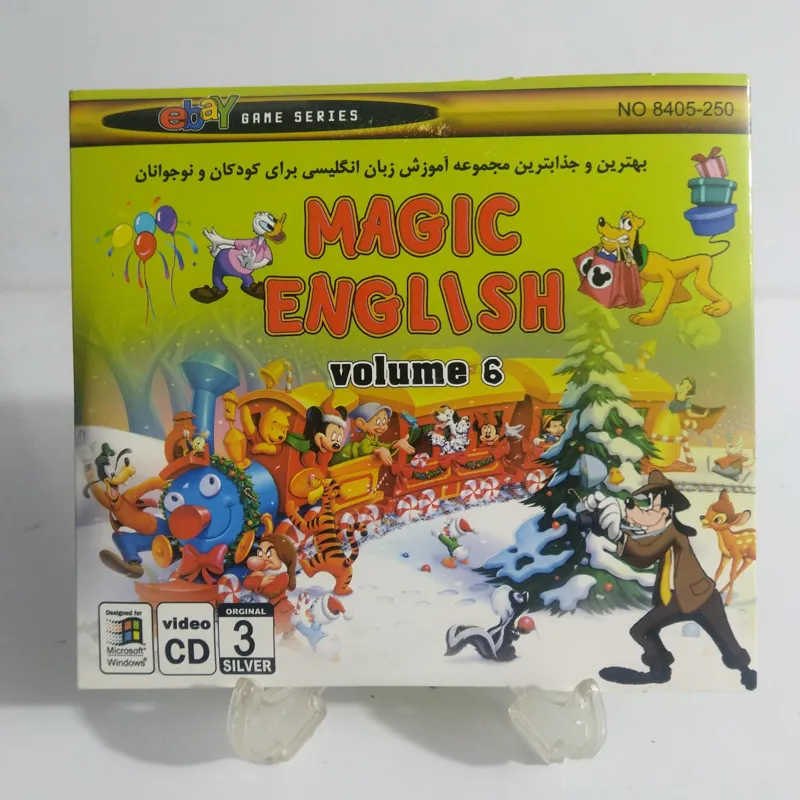 ebay GAME SERIES
NO 8405-250
بهترین و جذابترین مجموعه آموزش زبان انگلیسی برای کودکان و نوجوانان
MAGIC
ENGLISH
volume 6
Designed for
Microsoft®
Windows®
video
CD
ORGINAL
3
SILVER